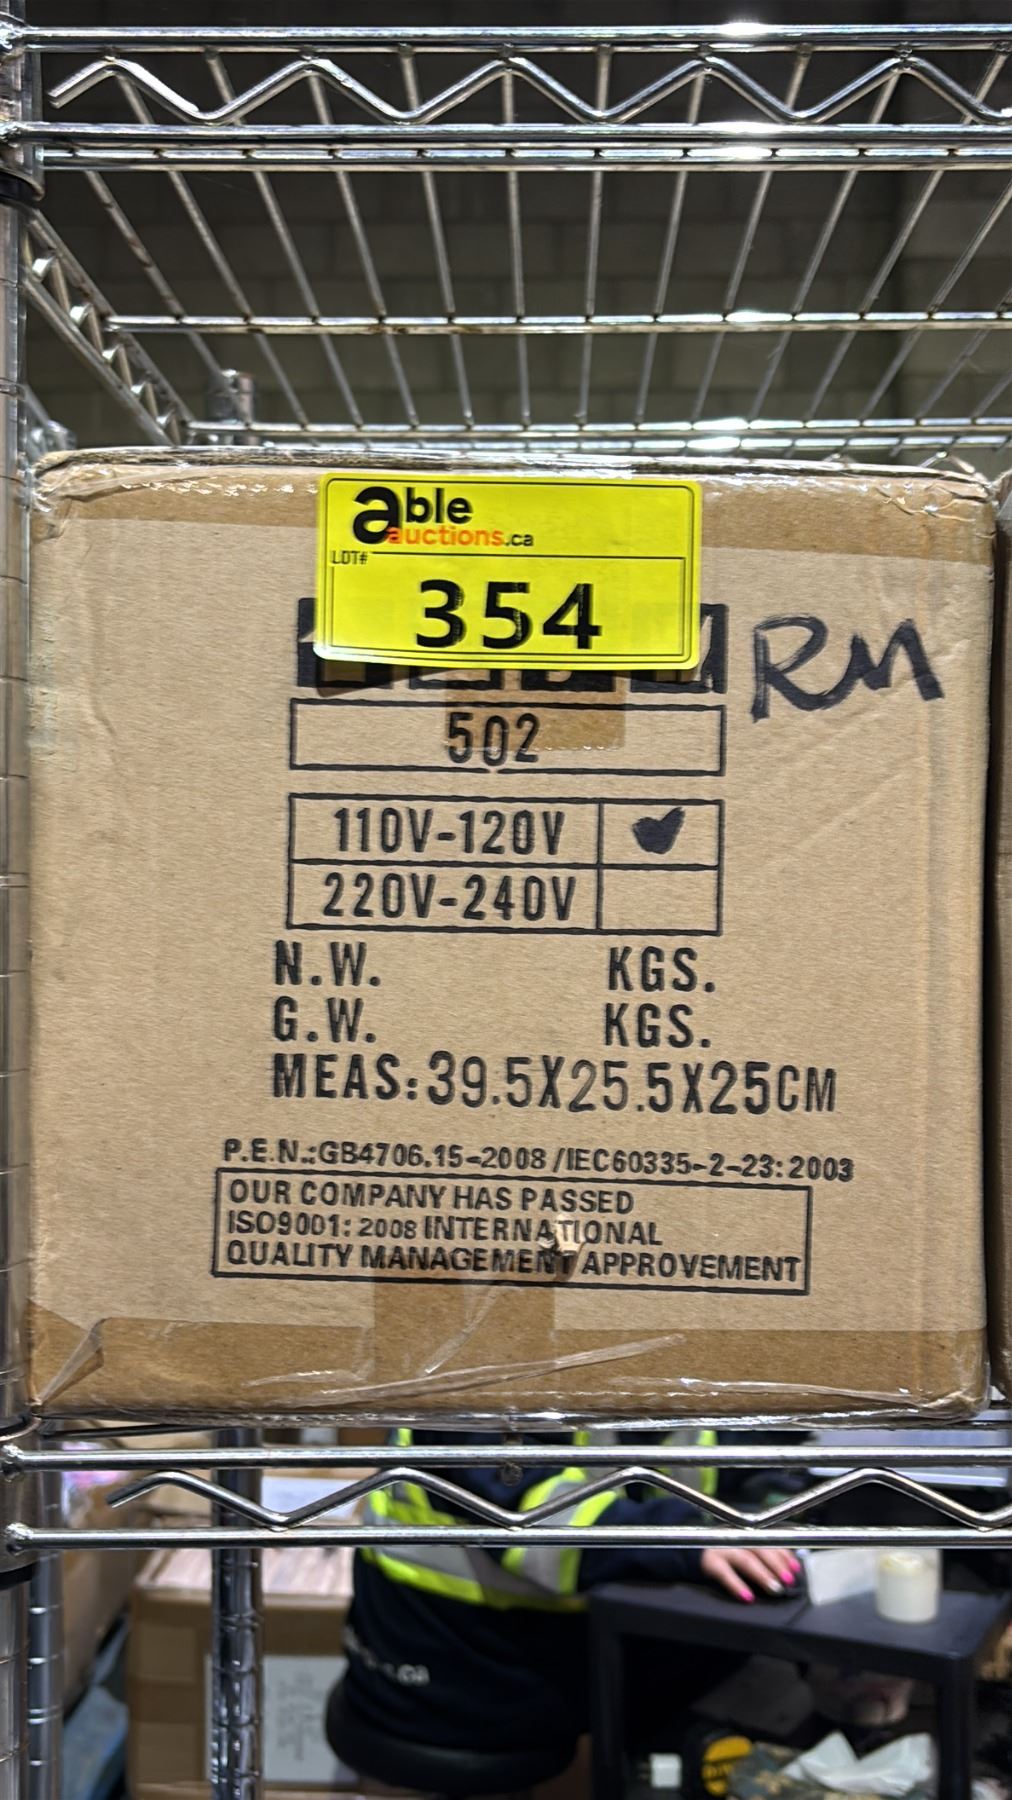 able
auctions.ca
LOT#
354
RM
502
110V-120V
220V-240V
N.W. KGS.
G.W. KGS.
MEAS:39.5X25.5X25CM
P.E.N.:GB4706.15-2008/IEC60335-2-23:2003
OUR COMPANY HAS PASSED
ISO9001:2008 INTERNATIONAL
QUALITY MANAGEMENT APPROVEMENT